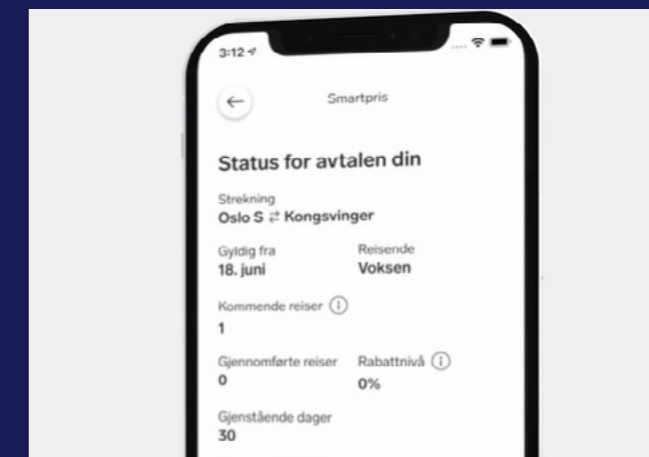 3:12
Smartpris
Status for avtalen din
Strekning
Oslo S ⇄ Kongsvinger
Gyldig fra Reisende
18. juni Voksen
Kommende reiser
1
Gjennomførte reiser Rabattnivå
0 0%
Gjenstående dager
30